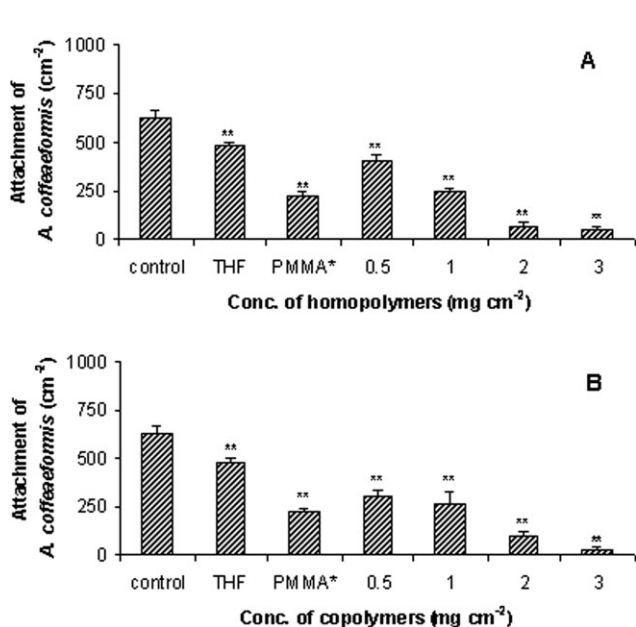 A
Attachment of
A. coffeaeformis (cm⁻²)
1000
750
500
250
0
** ** ** ** ** **
control THF PMMA* 0.5 1 2 3
Conc. of homopolymers (mg cm⁻²)
B
Attachment of
A. coffeaeformis (cm⁻²)
1000
750
500
250
0
** ** ** ** ** **
control THF PMMA* 0.5 1 2 3
Conc. of copolymers (mg cm⁻²)